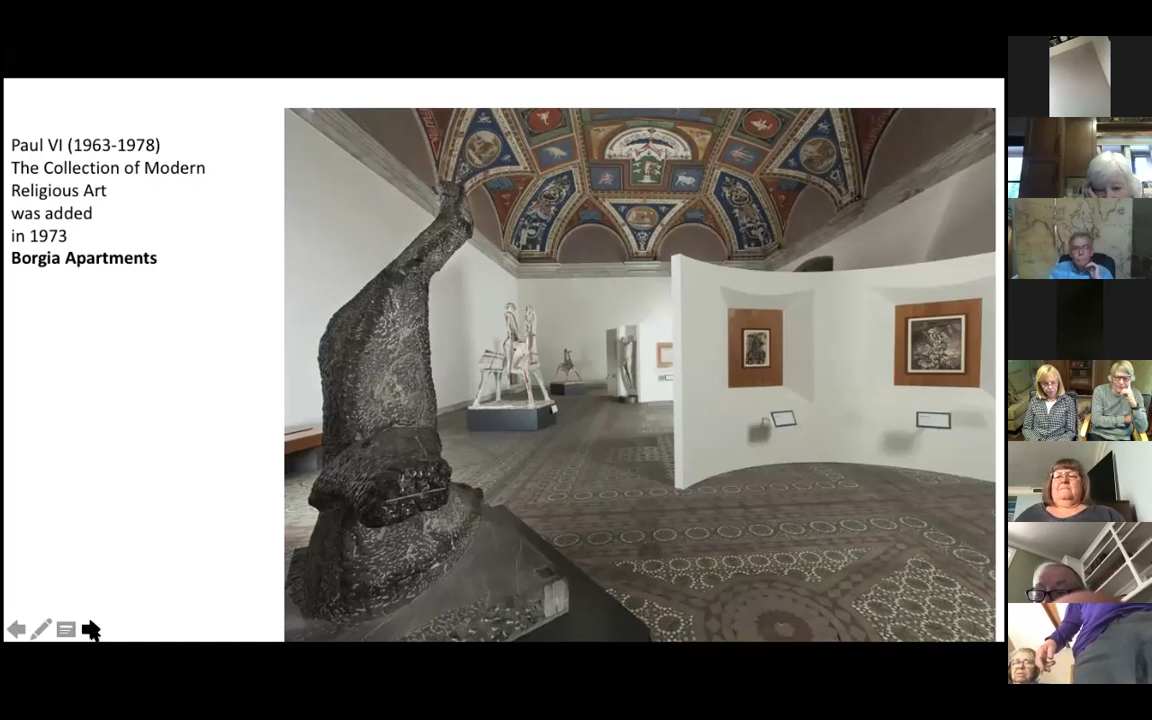 Paul VI (1963-1978)
The Collection of Modern
Religious Art
was added
in 1973
Borgia Apartments